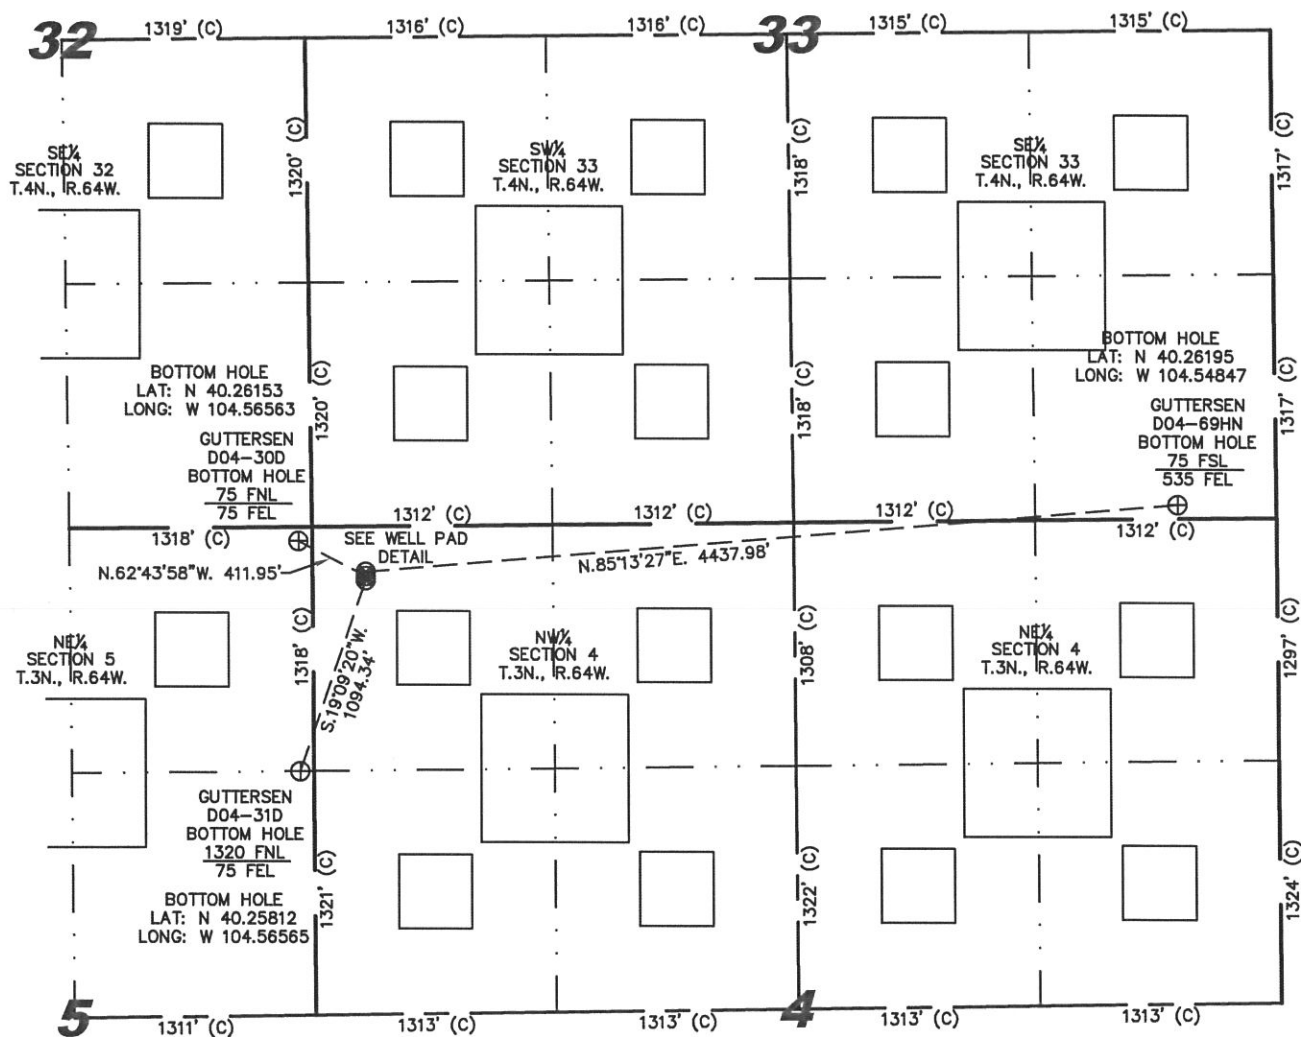 1319' (C)
1316' (C)
1316' (C)
1315' (C)
1315' (C)
32
33
1320' (C)
1318' (C)
1317' (C)
SE¼
SECTION 32
T.4N., R.64W.
SW¼
SECTION 33
T.4N., R.64W.
SE¼
SECTION 33
T.4N., R.64W.
BOTTOM HOLE
LAT: N 40.26153
LONG: W 104.56563
1320' (C)
1318' (C)
BOTTOM HOLE
LAT: N 40.26195
LONG: W 104.54847
1317' (C)
GUTTERSEN
D04-30D
BOTTOM HOLE
75 FNL
75 FEL
GUTTERSEN
D04-69HN
BOTTOM HOLE
75 FSL
535 FEL
1318' (C)
1312' (C)
1312' (C)
1312' (C)
1312' (C)
SEE WELL PAD
DETAIL
N.62°43'58"W. 411.95'
N.85°13'27"E. 4437.98'
S.19°09'20"W.
1094.34'
1318' (C)
1308' (C)
1297' (C)
NE¼
SECTION 5
T.3N., R.64W.
NW¼
SECTION 4
T.3N., R.64W.
NE¼
SECTION 4
T.3N., R.64W.
GUTTERSEN
D04-31D
BOTTOM HOLE
1320 FNL
75 FEL
BOTTOM HOLE
LAT: N 40.25812
LONG: W 104.56565
1321' (C)
1322' (C)
1324' (C)
5
4
1311' (C)
1313' (C)
1313' (C)
1313' (C)
1313' (C)